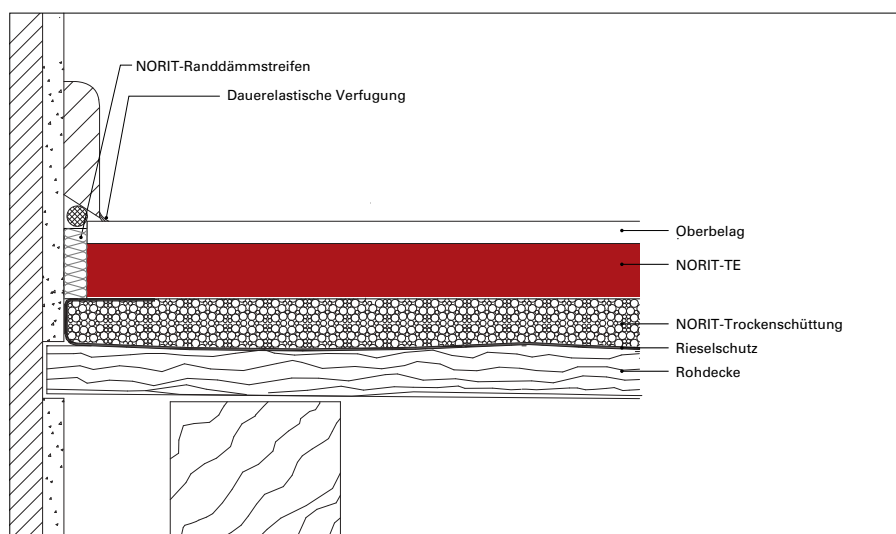 NORIT-Randdämmstreifen
Dauerelastische Verfugung
Oberbelag
NORIT-TE
NORIT-Trockenschüttung
Rieselschutz
Rohdecke